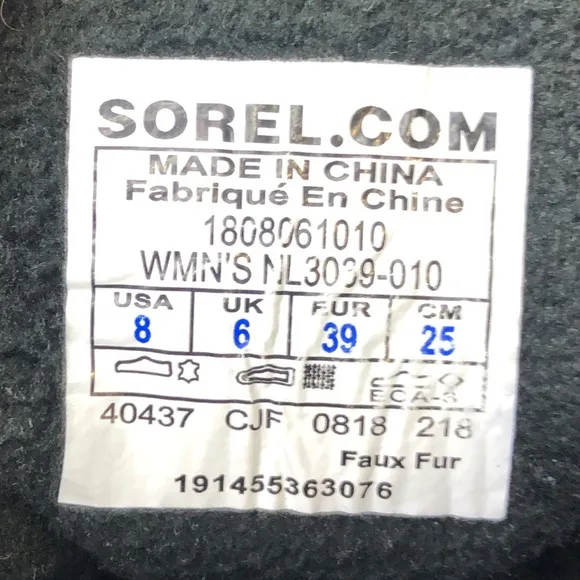 SOREL.COM
MADE IN CHINA
Fabriqué En Chine
1808061010
WMN'S NL3039-010
USA UK EUR CM
8 6 39 25
ECA-S
40437 CJF 0818 218
Faux Fur
191455363076